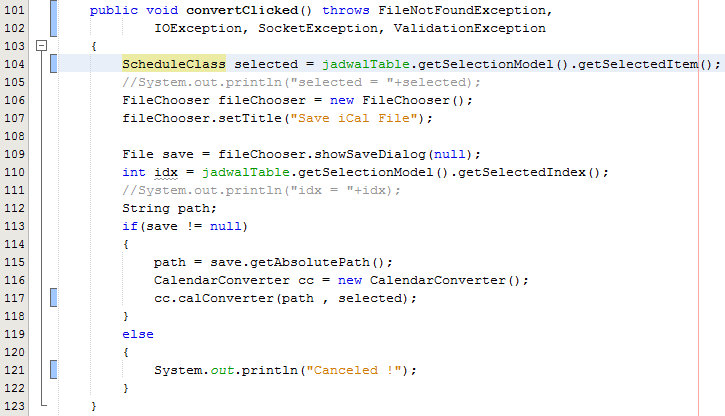 101 public void convertClicked() throws FileNotFoundException,
102 IOException, SocketException, ValidationException
103 {
104 ScheduleClass selected = jadwalTable.getSelectionModel().getSelectedItem();
105 //System.out.println("selected = "+selected);
106 FileChooser fileChooser = new FileChooser();
107 fileChooser.setTitle("Save iCal File");
108
109 File save = fileChooser.showSaveDialog(null);
110 int idx = jadwalTable.getSelectionModel().getSelectedIndex();
111 //System.out.println("idx = "+idx);
112 String path;
113 if(save != null)
114 {
115 path = save.getAbsolutePath();
116 CalendarConverter cc = new CalendarConverter();
117 cc.calConverter(path , selected);
118 }
119 else
120 {
121 System.out.println("Canceled !");
122 }
123 }